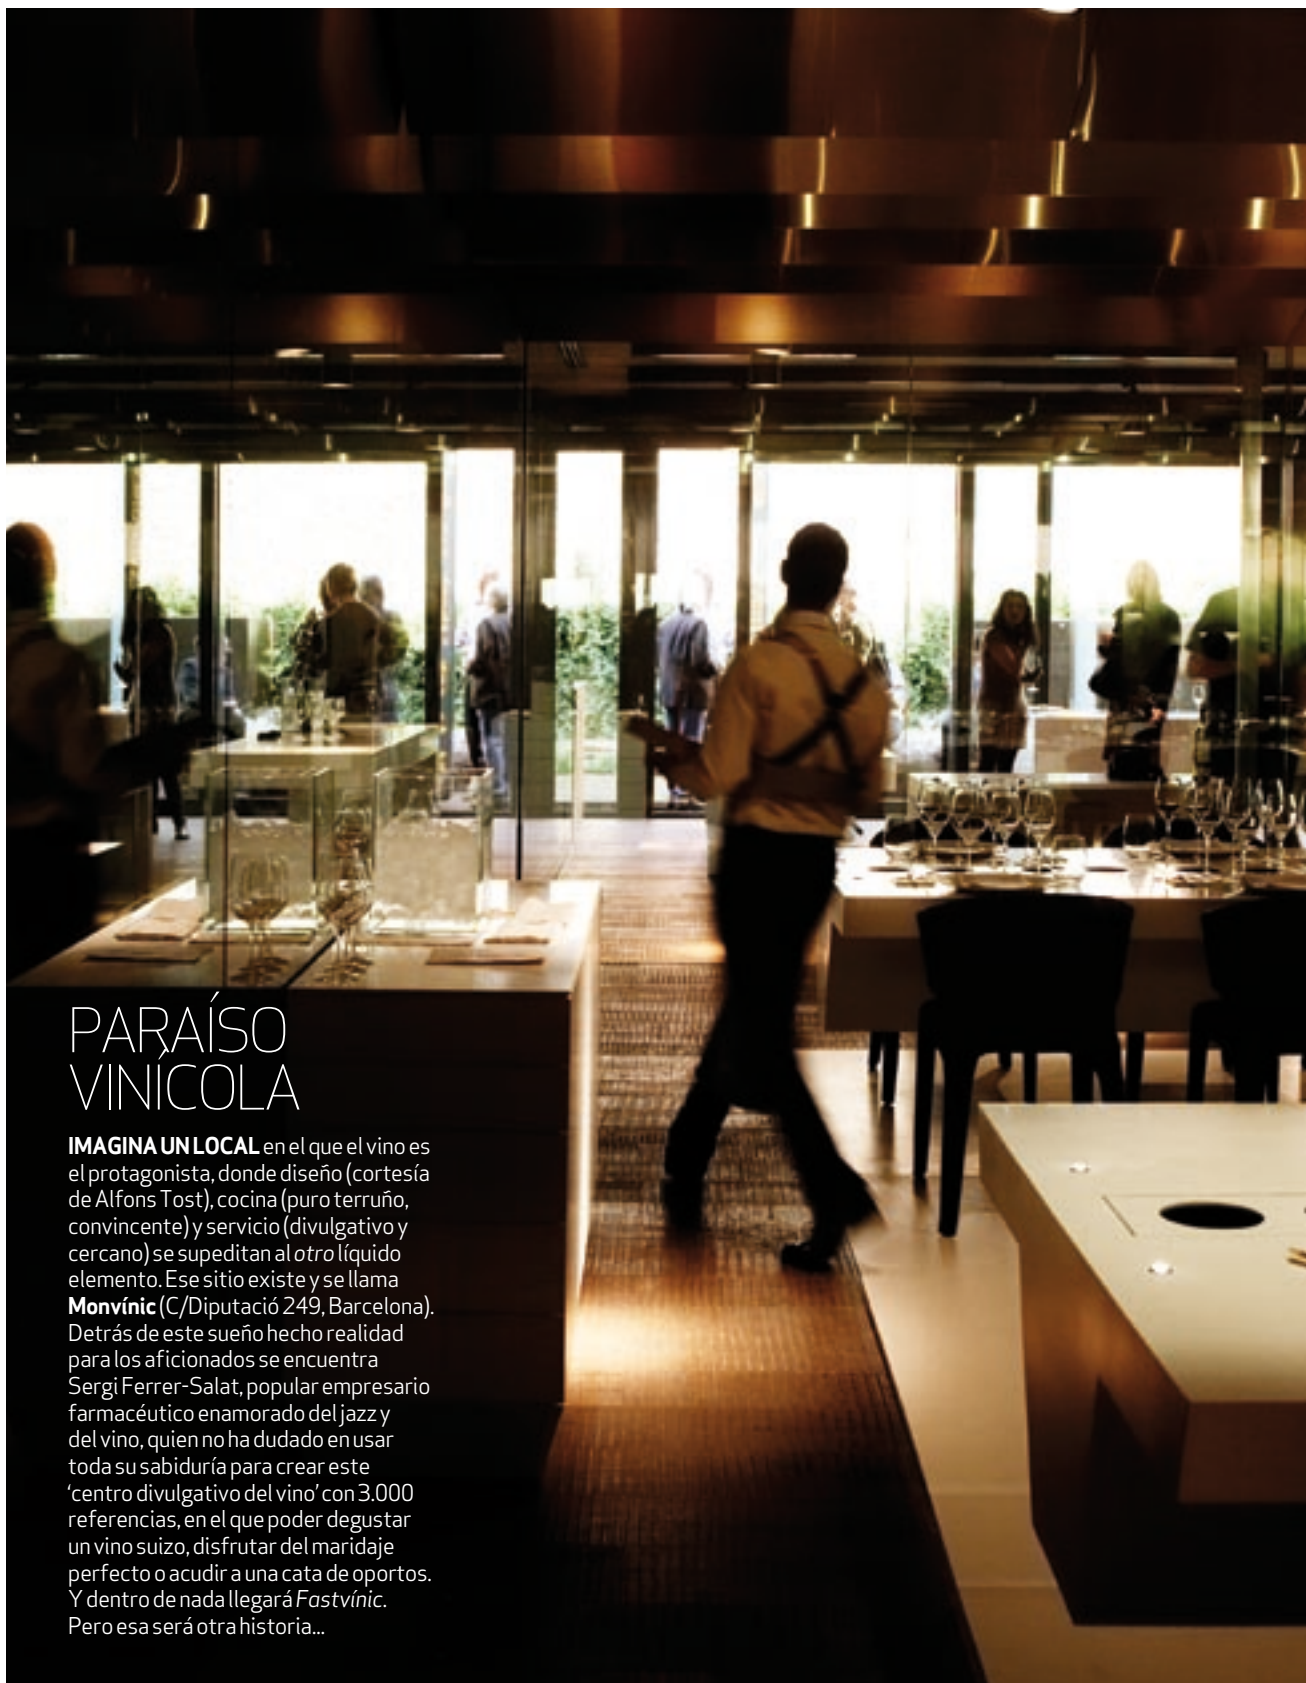 PARAÍSO
VINÍCOLA
IMAGINA UN LOCAL en el que el vino es
el protagonista, donde diseño (cortesía
de Alfons Tost), cocina (puro terruño,
convincente) y servicio (divulgativo y
cercano) se supeditan al otro líquido
elemento. Ese sitio existe y se llama
Monvínic (C/Diputació 249, Barcelona).
Detrás de este sueño hecho realidad
para los aficionados se encuentra
Sergi Ferrer-Salat, popular empresario
farmacéutico enamorado del jazz y
del vino, quien no ha dudado en usar
toda su sabiduría para crear este
‘centro divulgativo del vino’ con 3.000
referencias, en el que poder degustar
un vino suizo, disfrutar del maridaje
perfecto o acudir a una cata de oportos.
Y dentro de nada llegará Fastvínic.
Pero esa será otra historia...